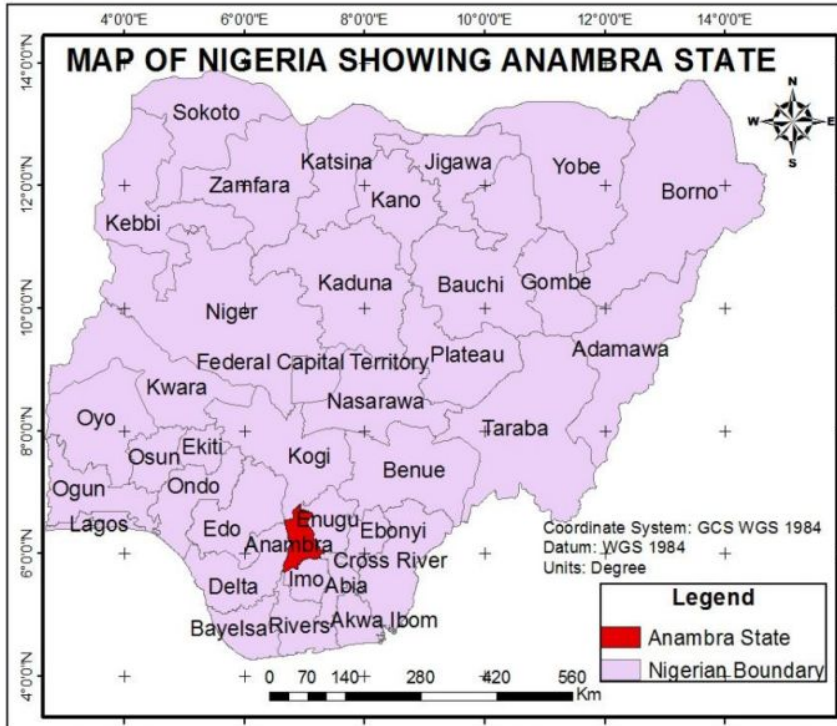 4°0'0"E 6°0'0"E 8°0'0"E 10°0'0"E 12°0'0"E 14°0'0"E
MAP OF NIGERIA SHOWING ANAMBRA STATE
14°0'0"N
N
W E
S
Sokoto
Katsina
Jigawa
Yobe
12°0'0"N
Zamfara
Kano
Borno
Kebbi
Kaduna
Bauchi
Gombe
10°0'0"N
Niger
Adamawa
Federal Capital Territory
Plateau
Kwara
Nasarawa
Taraba
8°0'0"N
Oyo
Osun
Ekiti
Kogi
Benue
Ogun
Ondo
Lagos
Edo
Enugu
Ebonyi
6°0'0"N
Anambra
Cross River
Delta
Imo
Abia
Bayelsa
Rivers
Akwa Ibom
4°0'0"N
Coordinate System: GCS WGS 1984
Datum: WGS 1984
Units: Degree
Legend
Anambra State
Nigerian Boundary
0 70 140 280 420 560
Km